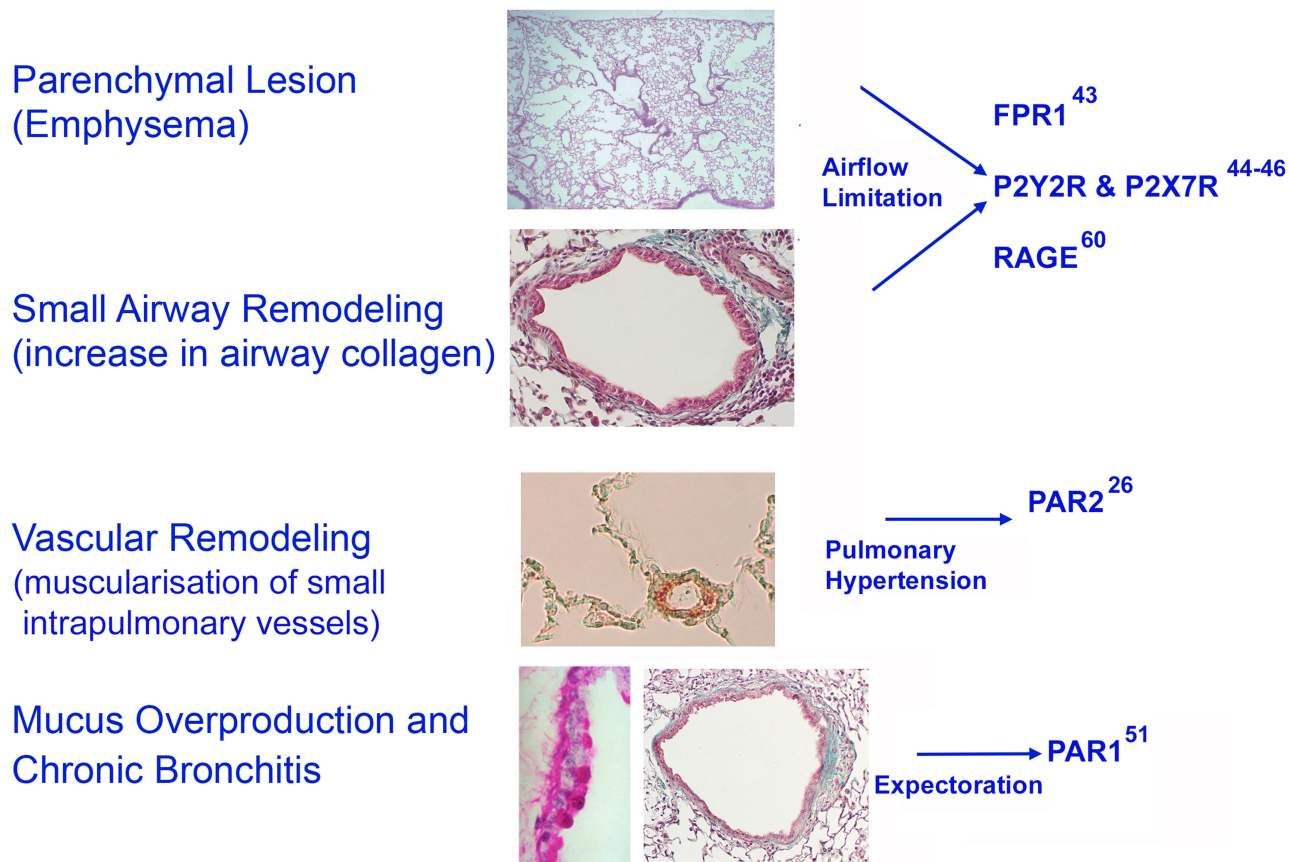 Parenchymal Lesion
(Emphysema)
Airflow
Limitation
FPR1 43
P2Y2R & P2X7R 44-46
RAGE 60
Small Airway Remodeling
(increase in airway collagen)
Vascular Remodeling
(muscularisation of small
intrapulmonary vessels)
Pulmonary
Hypertension
PAR2 26
Mucus Overproduction and
Chronic Bronchitis
Expectoration
PAR1 51